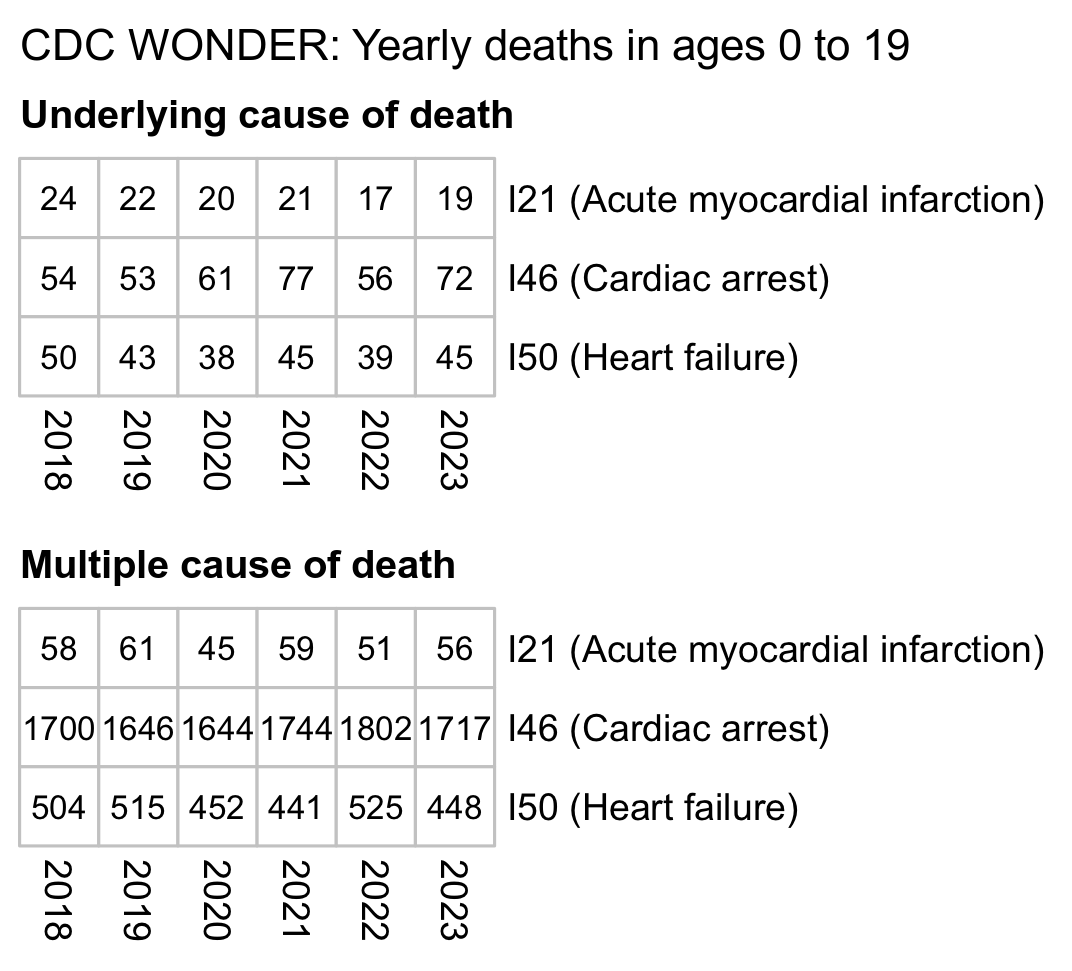 CDC WONDER: Yearly deaths in ages 0 to 19
Underlying cause of death
24 22 20 21 17 19 I21 (Acute myocardial infarction)
54 53 61 77 56 72 I46 (Cardiac arrest)
50 43 38 45 39 45 I50 (Heart failure)
2018 2019 2020 2021 2022 2023
Multiple cause of death
58 61 45 59 51 56 I21 (Acute myocardial infarction)
1700 1646 1644 1744 1802 1717 I46 (Cardiac arrest)
504 515 452 441 525 448 I50 (Heart failure)
2018 2019 2020 2021 2022 2023